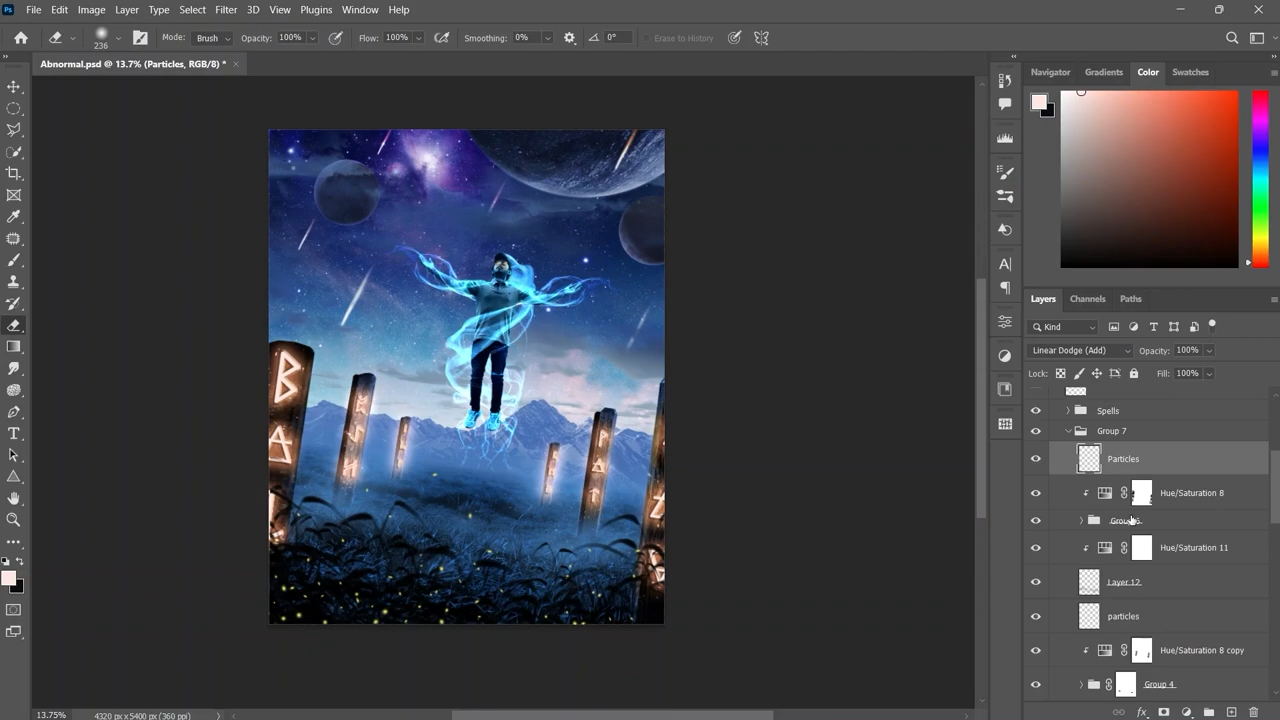 File Edit Image Layer Type Select Filter 3D View Plugins Window Help
236 Mode: Brush Opacity: 100% Flow: 100% Smoothing: 0% 0° Erase to History
Abnormal.psd @ 13.7% (Particles, RGB/8) * ×
Navigator Gradients Color Swatches
Layers Channels Paths
Kind
Linear Dodge (Add) Opacity: 100%
Lock: Fill: 100%
Spells
Group 7
Particles
Hue/Saturation 8
Hue/Saturation 11
Layer 12
particles
Hue/Saturation 8 copy
Group 4
13.75% 4320 px x 5400 px (360 ppi)